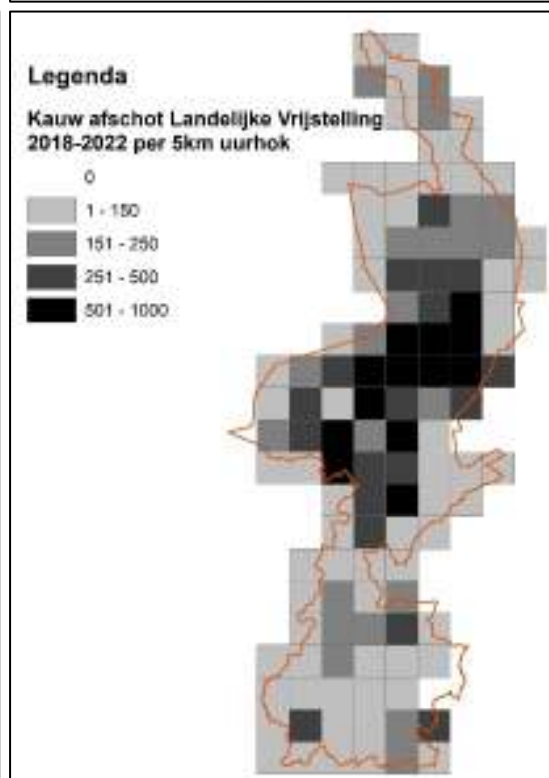 Legenda
Kauw afschot Landelijke Vrijstelling
2018-2022 per 5km uurhok
0
1 - 150
151 - 250
251 - 500
501 - 1000